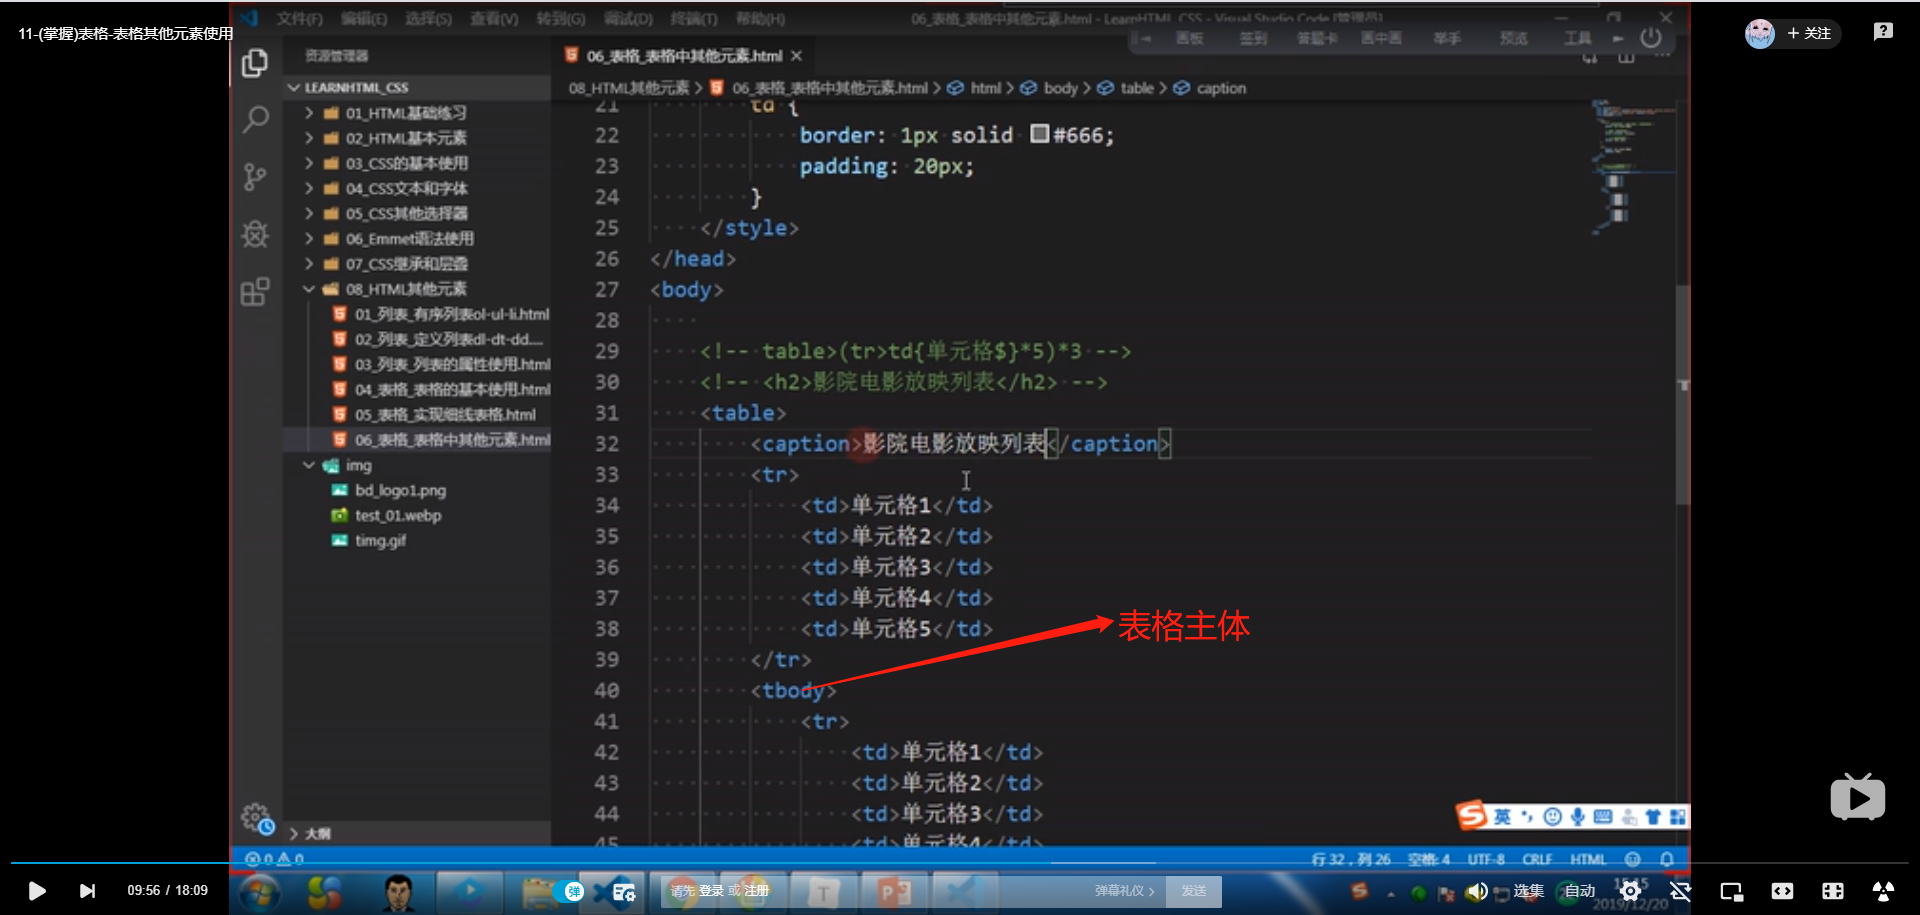 11-(掌握)表格-表格其他元素使用
文件(F) 编辑(E) 选择(S) 查看(V) 转到(G) 调试(D) 终端(T) 帮助(H)
06_表格_表格中其他元素.html - LearnHTML_CSS - Visual Studio Code [管理员]
画板 签到 答题卡 画中画 举手 预览 工具
+ 关注
资源管理器
06_表格_表格中其他元素.html ×
LEARNHTML_CSS
08_HTML其他元素 > 06_表格_表格中其他元素.html > html > body > table > caption
01_HTML基础练习
02_HTML基本元素
03_CSS的基本使用
04_CSS文本和字体
05_CSS其他选择器
06_Emmet语法使用
07_CSS继承和层叠
08_HTML其他元素
01_列表_有序列表ol-ul-li.html
02_列表_定义列表dl-dt-dd....
03_列表_列表的属性使用.html
04_表格_表格的基本使用.html
05_表格_实现细线表格.html
06_表格_表格中其他元素.html
img
bd_logo1.png
test_01.webp
timg.gif
大纲
21 td {
22 border: 1px solid #666;
23 padding: 20px;
24 }
25 </style>
26 </head>
27 <body>
28
29 <!-- table>(tr>td{单元格$}*5)*3 -->
30 <!-- <h2>影院电影放映列表</h2> -->
31 <table>
32 <caption>影院电影放映列表</caption>
33 <tr>
34 <td>单元格1</td>
35 <td>单元格2</td>
36 <td>单元格3</td>
37 <td>单元格4</td>
38 <td>单元格5</td>
39 </tr>
40 <tbody>
41 <tr>
42 <td>单元格1</td>
43 <td>单元格2</td>
44 <td>单元格3</td>
45 <td>单元格4</td>
表格主体
英
0 0
行 32，列 26 空格: 4 UTF-8 CRLF HTML
09:56 / 18:09
弹
请先 登录 或 注册
弹幕礼仪 >
发送
选集
自动
15:15
2019/12/20